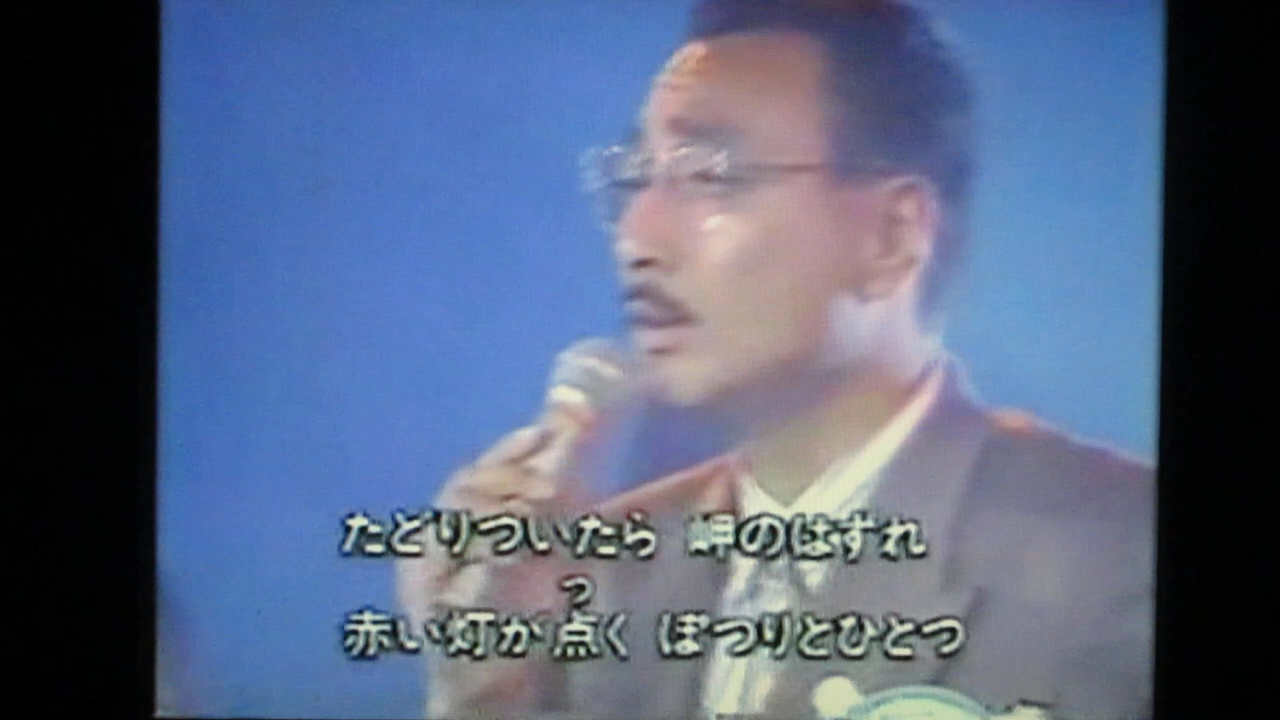 たどりついたら 岬のはずれ
っ
赤い灯が点く ぽつりとひとつ